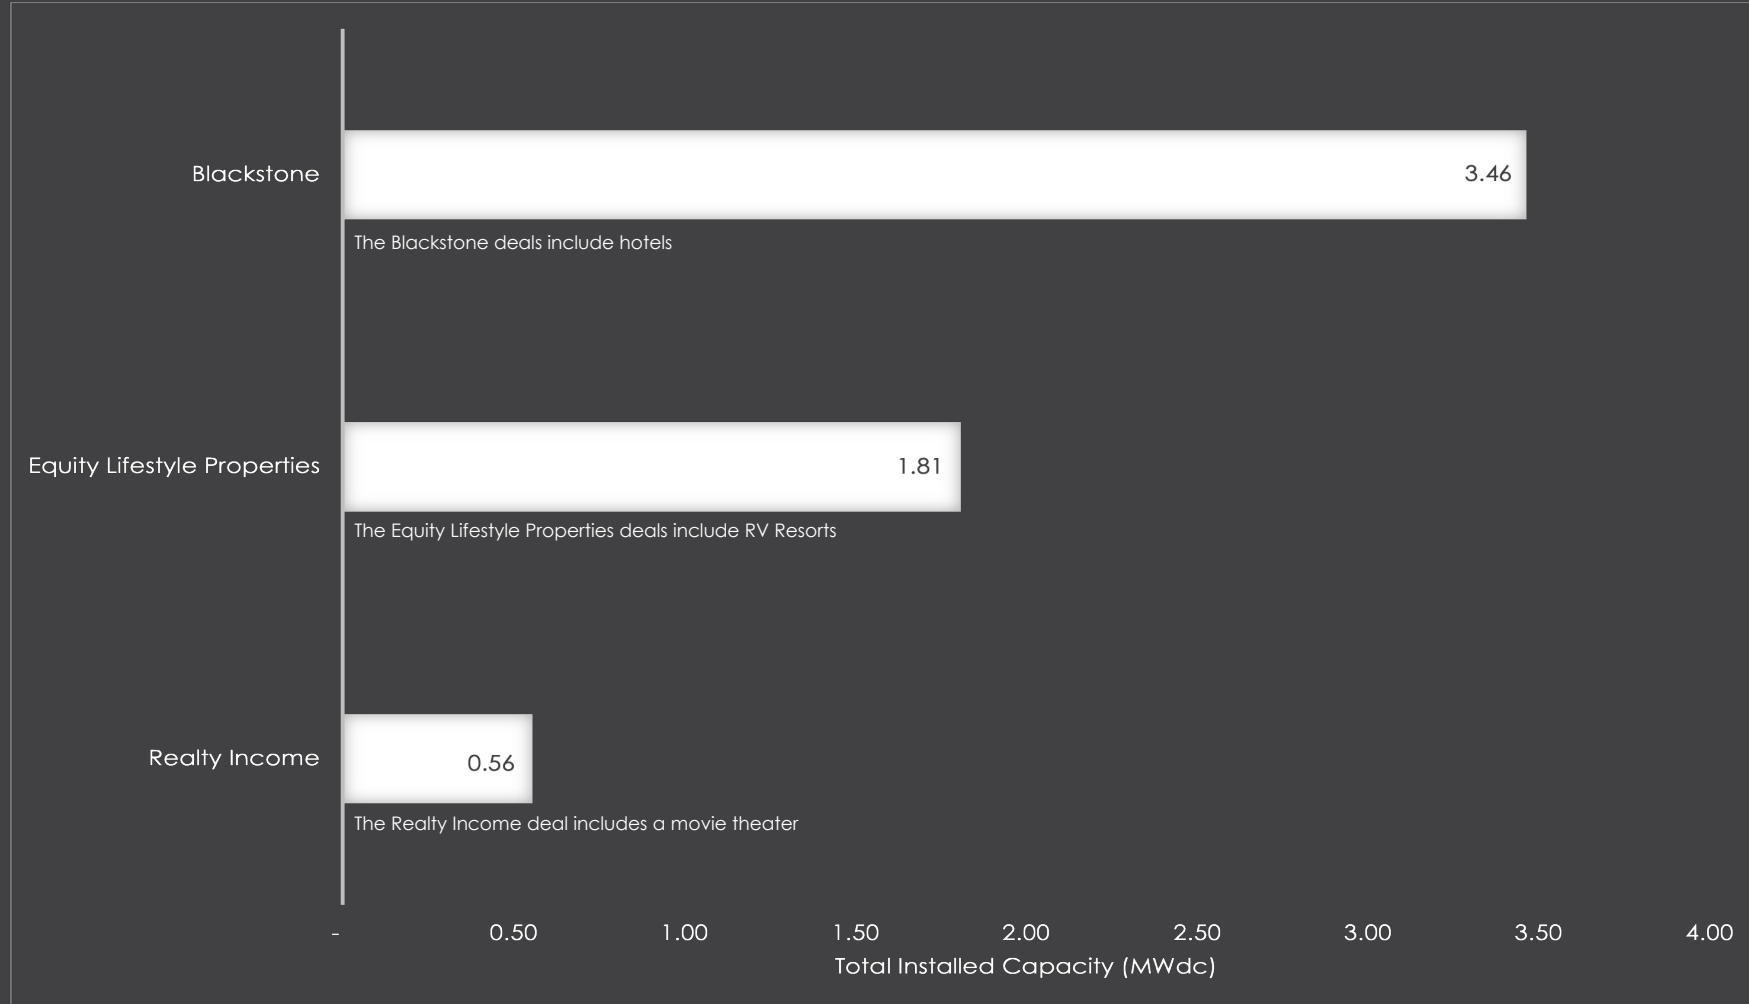 Blackstone
3.46
The Blackstone deals include hotels
Equity Lifestyle Properties
1.81
The Equity Lifestyle Properties deals include RV Resorts
Realty Income
0.56
The Realty Income deal includes a movie theater
- 0.50 1.00 1.50 2.00 2.50 3.00 3.50 4.00
Total Installed Capacity (MWdc)